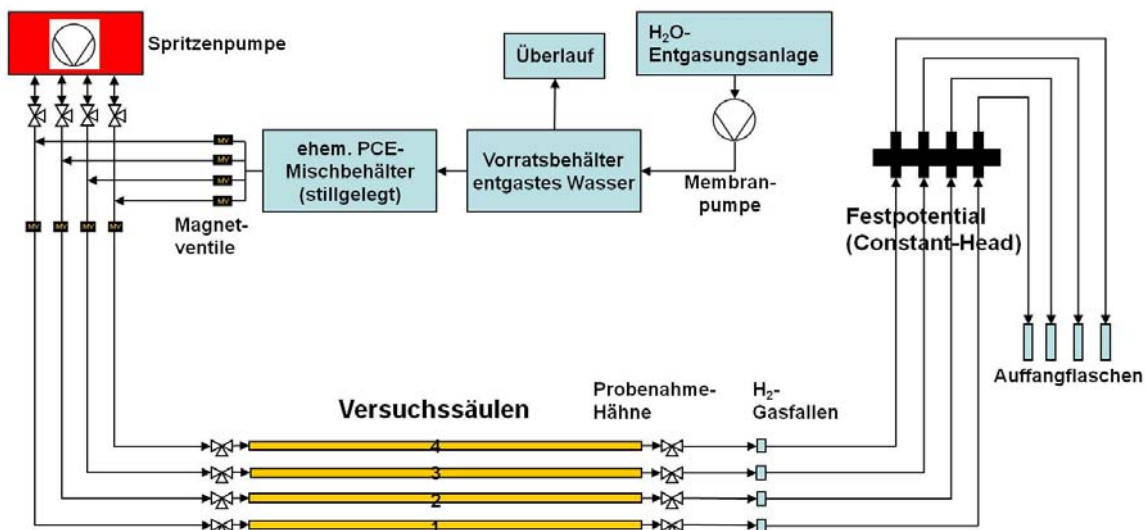 Spritzenpumpe
Überlauf
H₂O-
Entgasungsanlage
MV
MV
MV
MV
ehem. PCE-
Mischbehälter
(stillgelegt)
Vorratsbehälter
entgastes Wasser
Membran-
pumpe
Magnet-
ventile
MV
MV
MV
MV
Festpotential
(Constant-Head)
Auffangflaschen
Versuchssäulen
Probenahme-
Hähne
H₂-
Gasfallen
4
3
2
1